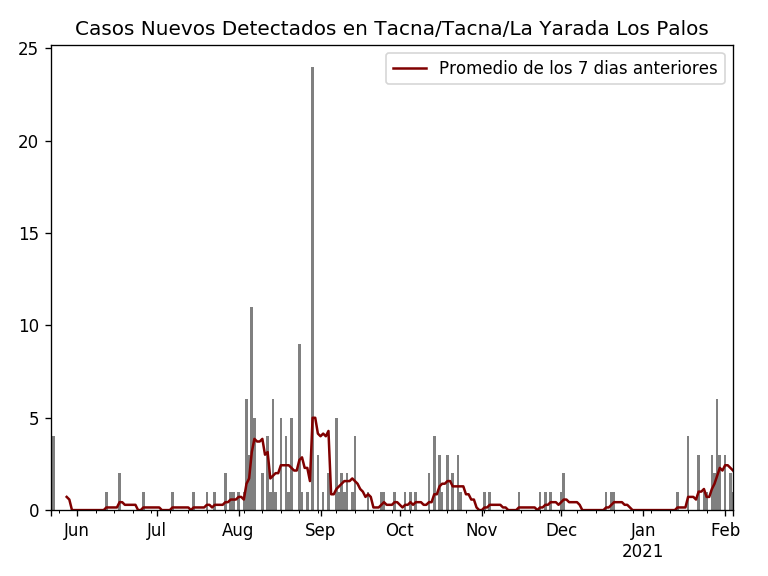 Casos Nuevos Detectados en Tacna/Tacna/La Yarada Los Palos
Promedio de los 7 dias anteriores
25
20
15
10
5
0
Jun Jul Aug Sep Oct Nov Dec Jan Feb
2021